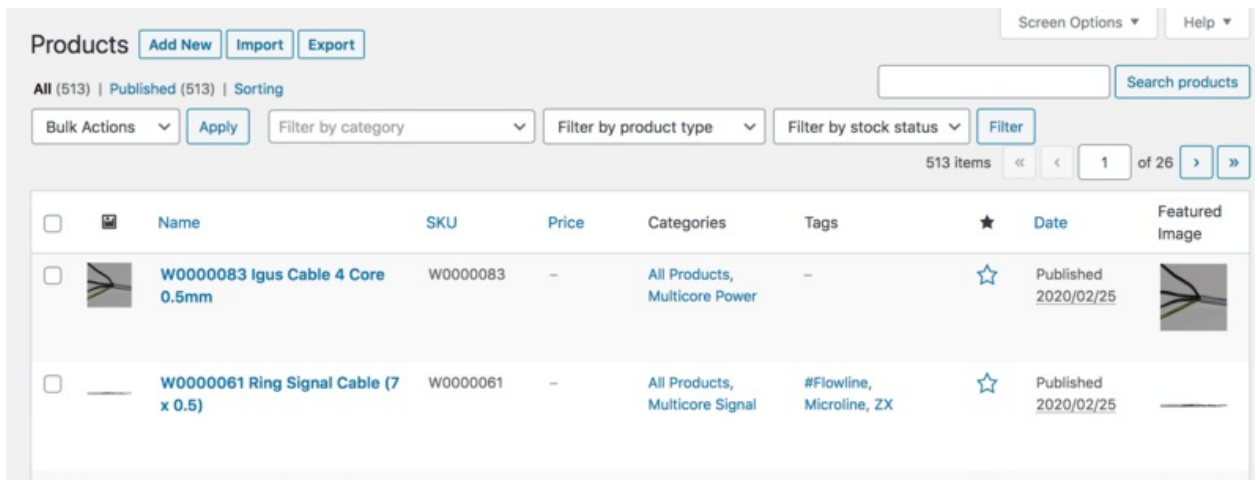 Screen Options ▼ Help ▼
Products Add New Import Export
All (513) | Published (513) | Sorting
Search products
Bulk Actions Apply Filter by category Filter by product type Filter by stock status Filter
513 items « ‹ 1 of 26 › »
Name SKU Price Categories Tags ★ Date Featured
Image
W0000083 Igus Cable 4 Core W0000083 – All Products, – Published
0.5mm Multicore Power 2020/02/25
W0000061 Ring Signal Cable (7 W0000061 – All Products, #Flowline, Published
x 0.5) Multicore Signal Microline, ZX 2020/02/25